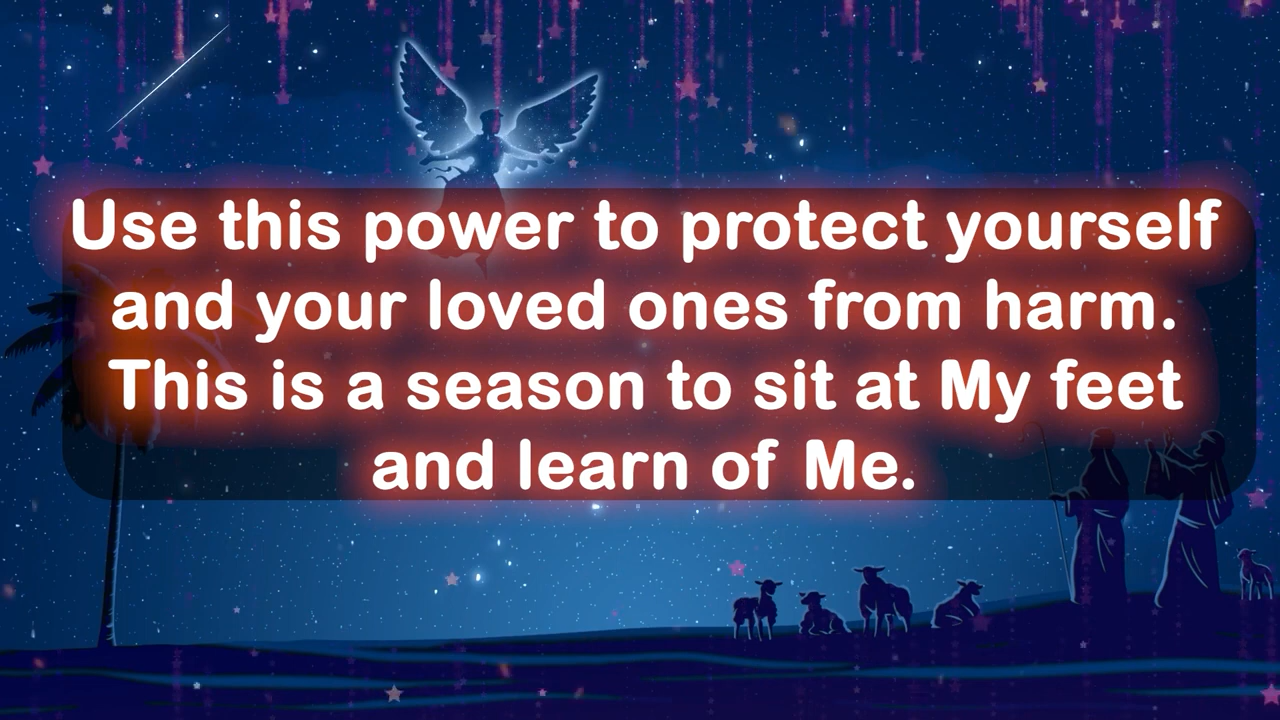 Use this power to protect yourself
and your loved ones from harm.
This is a season to sit at My feet
and learn of Me.